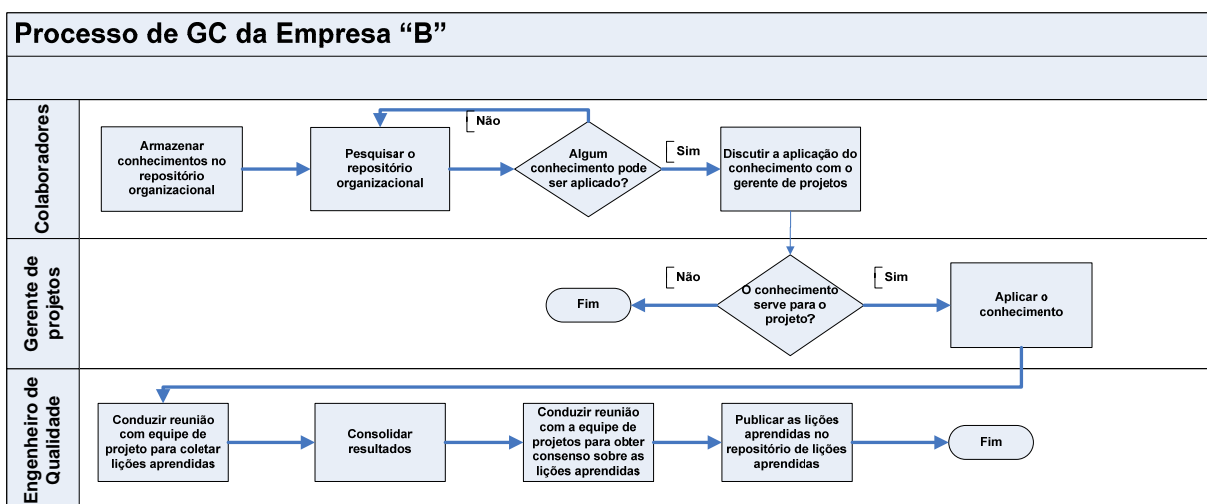 Processo de GC da Empresa “B”
Colaboradores
Armazenar
conhecimentos no
repositório
organizacional
Pesquisar o
repositório
organizacional
Não
Algum
conhecimento pode
ser aplicado?
Sim
Discutir a aplicação do
conhecimento com o
gerente de projetos
Gerente de
projetos
Fim
Não
O conhecimento
serve para o
projeto?
Sim
Aplicar o
conhecimento
Engenheiro de
Qualidade
Conduzir reunião
com equipe de
projeto para coletar
lições aprendidas
Consolidar
resultados
Conduzir reunião
com a equipe de
projetos para obter
consenso sobre as
lições aprendidas
Publicar as lições
aprendidas no
repositório de lições
aprendidas
Fim